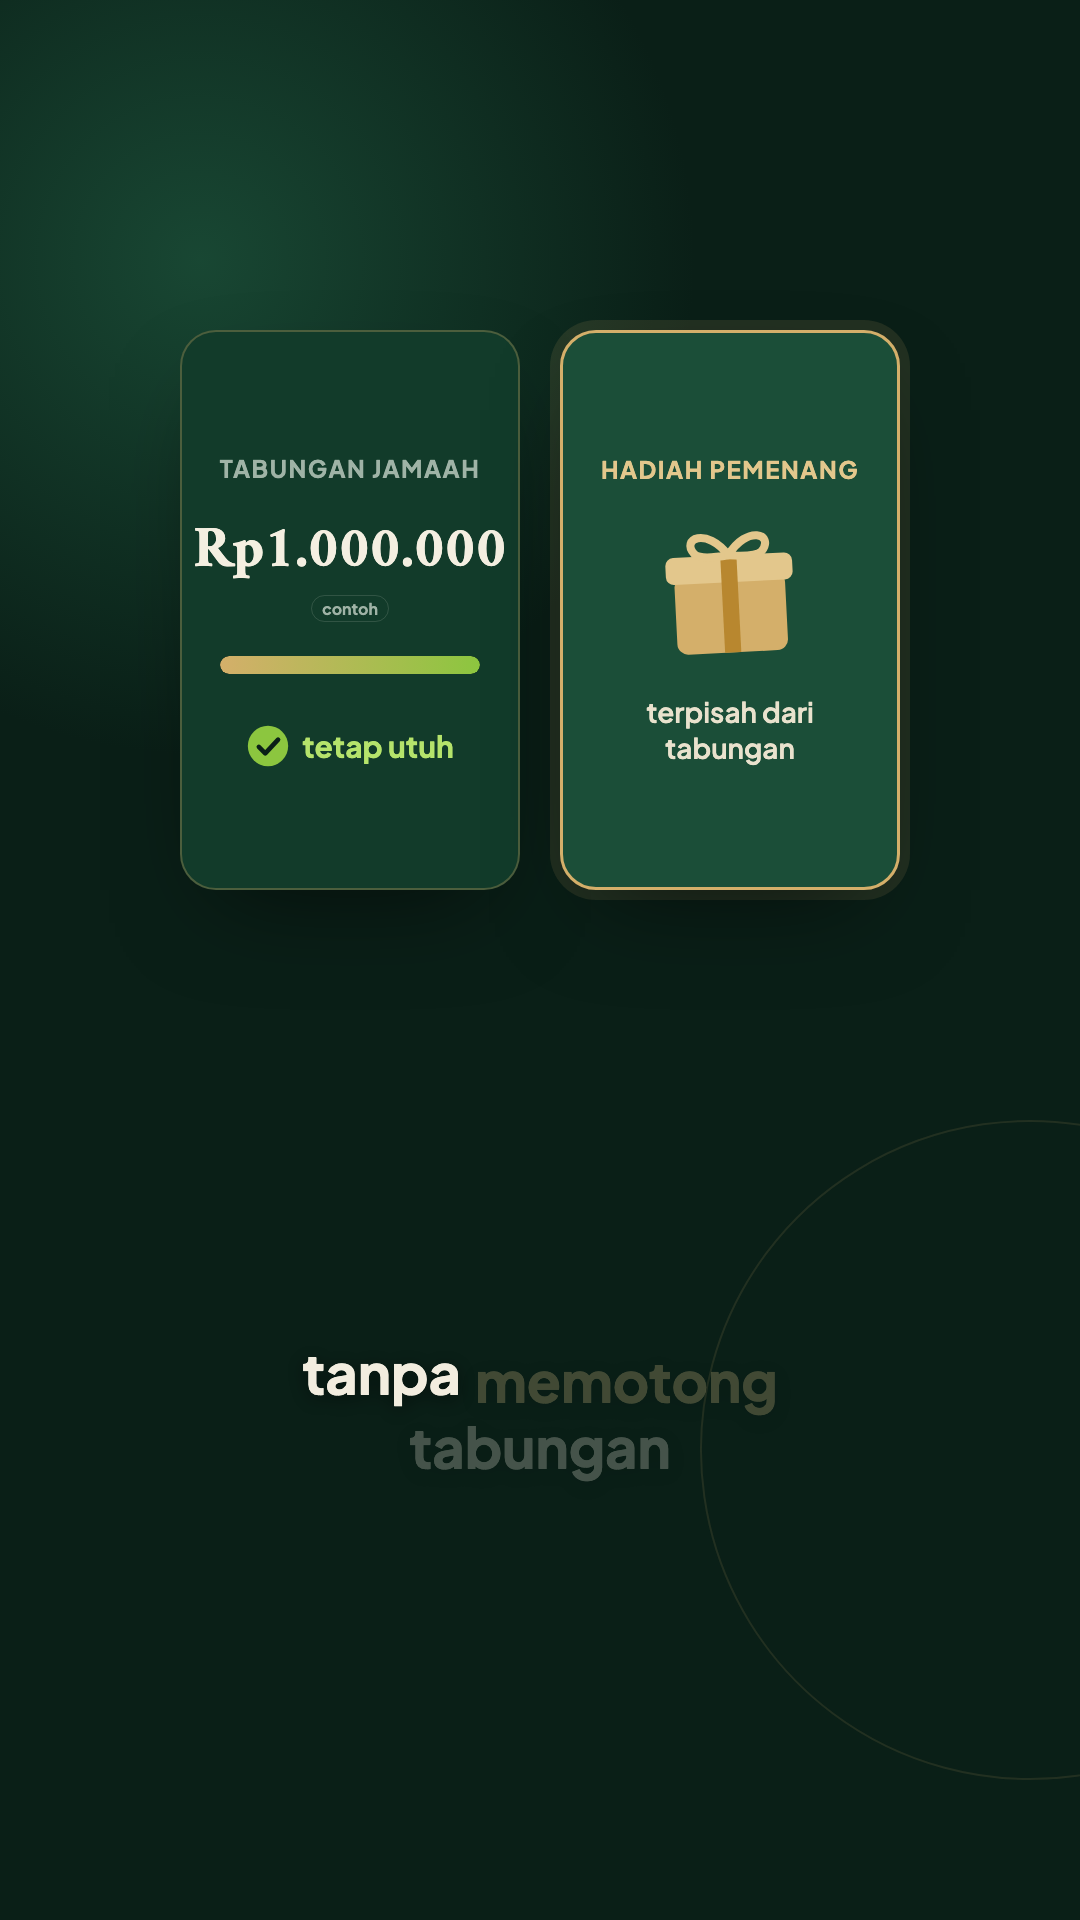 TABUNGAN JAMAAH
Rp1.000.000
contoh
tetap utuh
HADIAH PEMENANG
terpisah dari
tabungan
tanpa memotong
tabungan